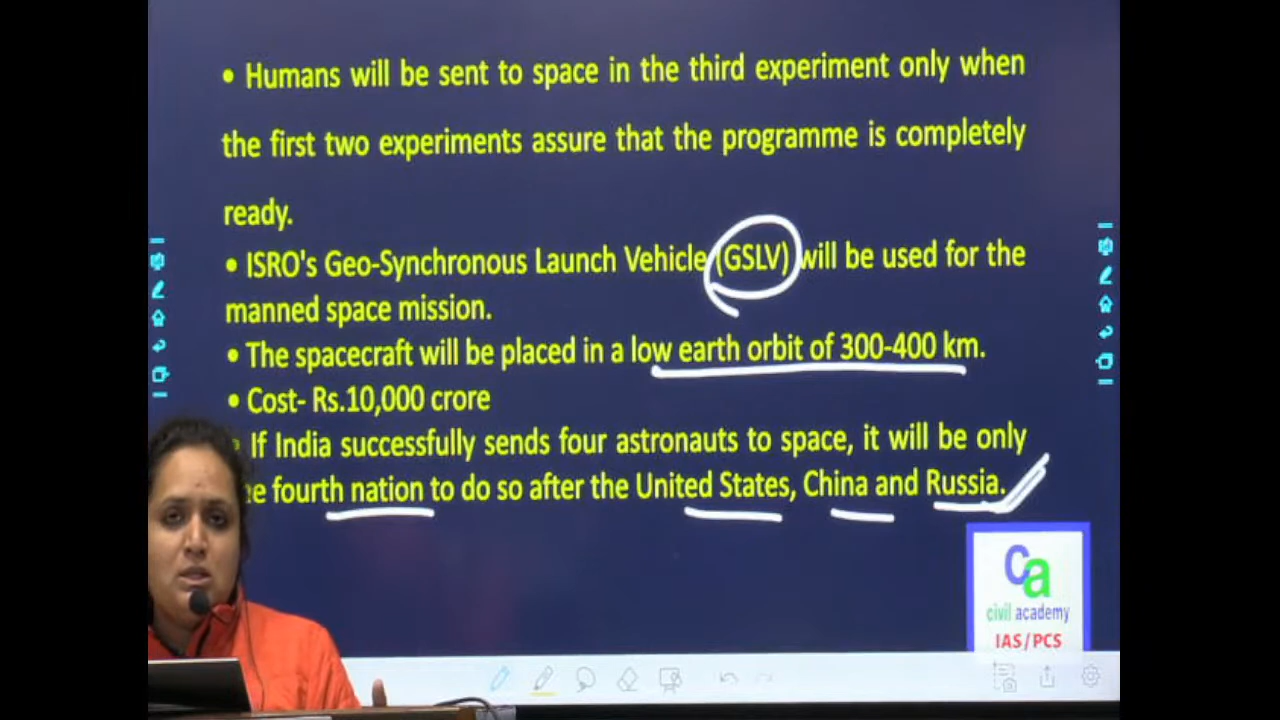 • Humans will be sent to space in the third experiment only when
the first two experiments assure that the programme is completely
ready.
• ISRO's Geo-Synchronous Launch Vehicle (GSLV) will be used for the
manned space mission.
• The spacecraft will be placed in a low earth orbit of 300-400 km.
• Cost- Rs.10,000 crore
If India successfully sends four astronauts to space, it will be only
fourth nation to do so after the United States, China and Russia.
ca
civil academy
IAS/PCS